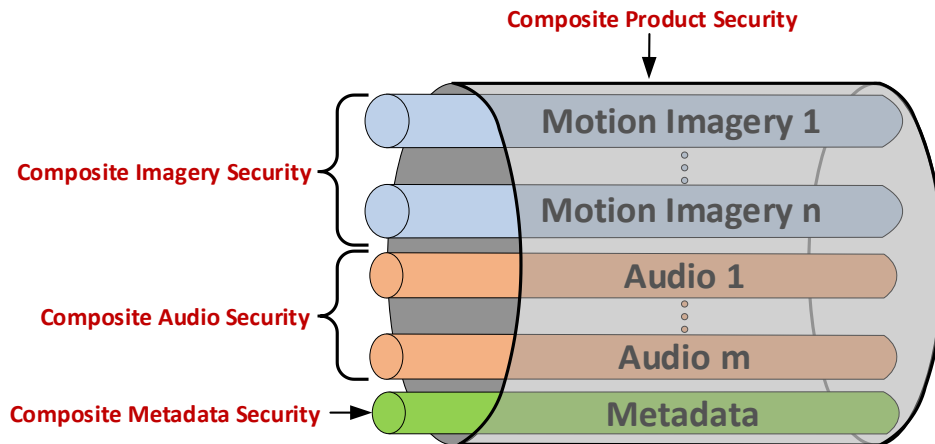 Composite Product Security
Motion Imagery 1
Composite Imagery Security
Motion Imagery n
Audio 1
Composite Audio Security
Audio m
Composite Metadata Security
Metadata